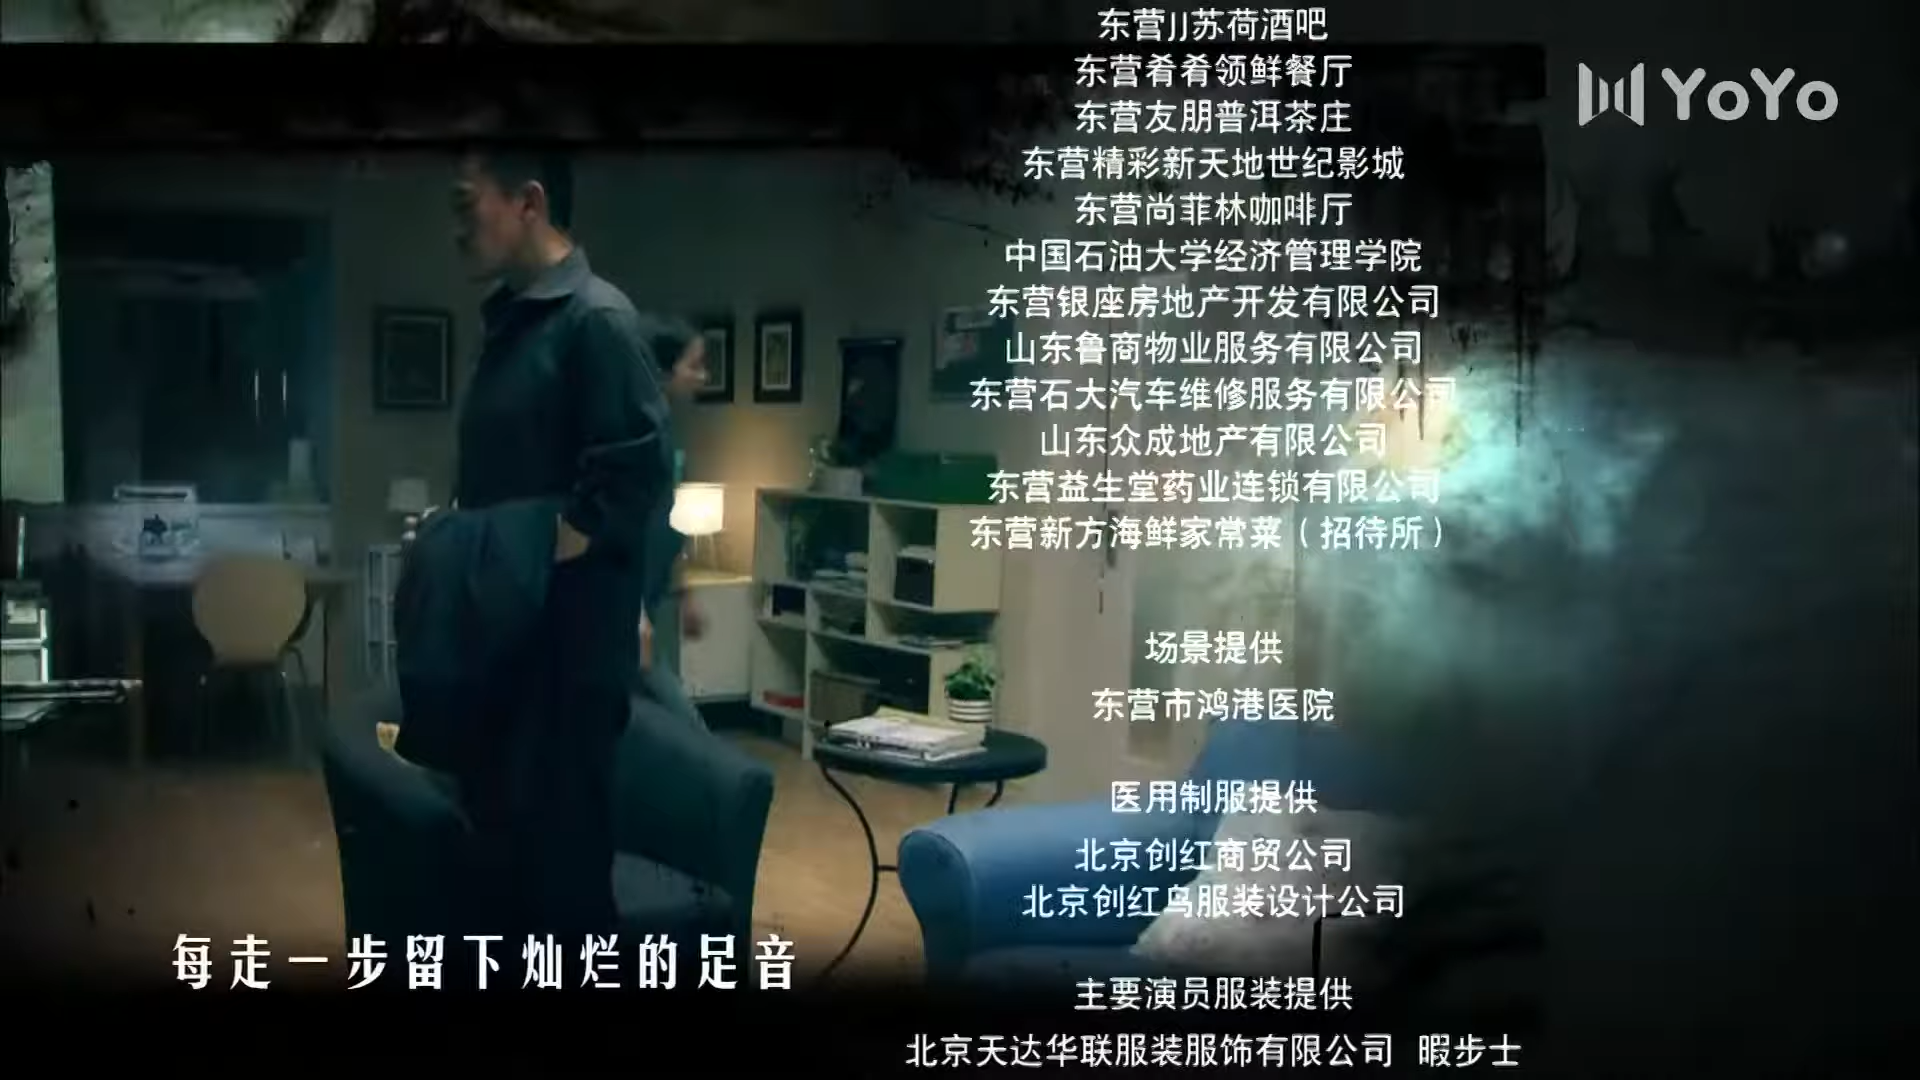 东营JJ苏荷酒吧
东营肴肴领鲜餐厅
YoYo
东营友朋普洱茶庄
东营精彩新天地世纪影城
东营尚菲林咖啡厅
中国石油大学经济管理学院
东营银座房地产开发有限公司
山东鲁商物业服务有限公司
东营石大汽车维修服务有限公司
山东众成地产有限公司
东营益生堂药业连锁有限公司
东营新方海鲜家常菜（招待所）
场景提供
东营市鸿港医院
医用制服提供
北京创红商贸公司
北京创红鸟服装设计公司
每走一步留下灿烂的足音
主要演员服装提供
北京天达华联服装服饰有限公司 暇步士